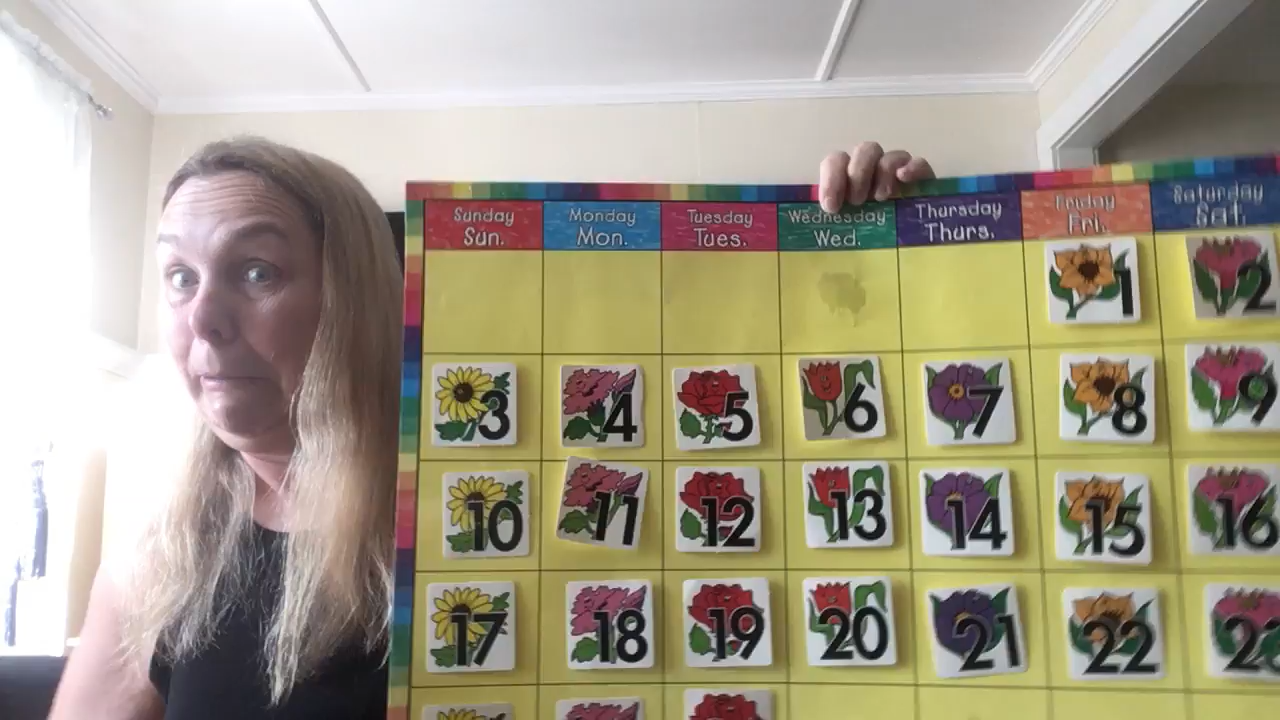 Sunday Monday Tuesday Wednesday Thursday Friday Saturday
Sun. Mon. Tues. Wed. Thurs. Fri. Sat.
1 2
3 4 5 6 7 8 9
10 11 12 13 14 15 16
17 18 19 20 21 22